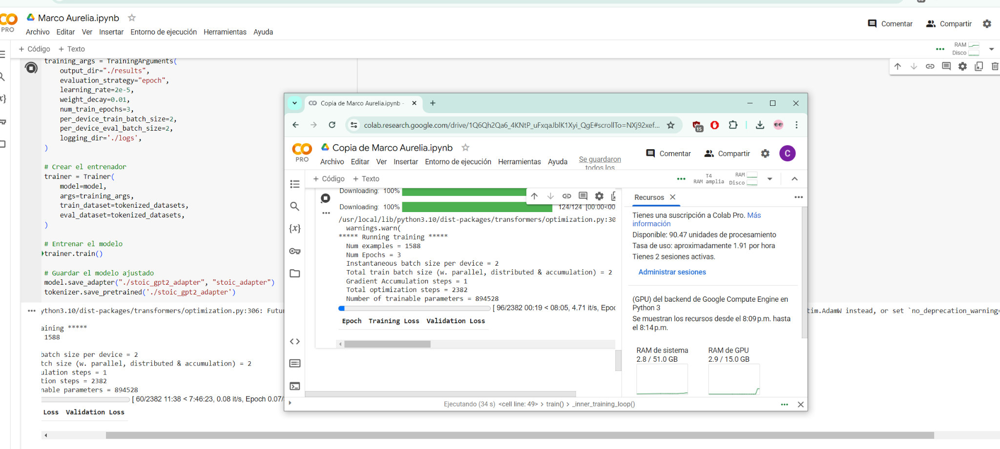 Marco Aurelia.ipynb
PRO
Archivo Editar Ver Insertar Entorno de ejecución Herramientas Ayuda
Comentar
Compartir
+ Código + Texto
RAM
Disco
training_args = TrainingArguments(
output_dir="./results",
evaluation_strategy="epoch",
learning_rate=2e-5,
weight_decay=0.01,
num_train_epochs=3,
per_device_train_batch_size=2,
per_device_eval_batch_size=2,
logging_dir='./logs',
)
# Crear el entrenador
trainer = Trainer(
model=model,
args=training_args,
train_dataset=tokenized_datasets,
eval_dataset=tokenized_datasets,
)
# Entrenar el modelo
trainer.train()
# Guardar el modelo ajustado
model.save_adapter("./stoic_gpt2_adapter", "stoic_adapter")
tokenizer.save_pretrained('./stoic_gpt2_adapter')
ython3.10/dist-packages/transformers/optimization.py:306: Futur
tim.AdamW instead, or set `no_deprecation_warning=
aining *****
1588
batch size per device = 2
tch size (w. parallel, distributed & accumulation) = 2
ulation steps = 1
tion steps = 2382
nable parameters = 894528
[ 60/2382 11:38 < 7:46:23, 0.08 it/s, Epoch 0.07/
Loss Validation Loss
Copia de Marco Aurelia.ipynb -
colab.research.google.com/drive/1Q6Qh2Qa6_4KNtP_uFxqaJblK1Xyi_QgE#scrollTo=NXj92xef...
15
Copia de Marco Aurelia.ipynb
PRO
Archivo Editar Ver Insertar Entorno de ejecución Herramientas Ayuda
Se guardaron
todos los
Comentar
Compartir
C
+ Código + Texto
T4
RAM amplia
RAM
Disco
Downloading: 100%
Downloading: 100% 124/124 [00:00<00
/usr/local/lib/python3.10/dist-packages/transformers/optimization.py:30
warnings.warn(
***** Running training *****
Num examples = 1588
Num Epochs = 3
Instantaneous batch size per device = 2
Total train batch size (w. parallel, distributed & accumulation) = 2
Gradient Accumulation steps = 1
Total optimization steps = 2382
Number of trainable parameters = 894528
[ 96/2382 00:19 < 08:05, 4.71 it/s, Epoc
Epoch Training Loss Validation Loss
Recursos
Tienes una suscripción a Colab Pro. Más
información
Disponible: 90.47 unidades de procesamiento
Tasa de uso: aproximadamente 1.91 por hora
Tienes 2 sesiones activas.
Administrar sesiones
(GPU) del backend de Google Compute Engine en
Python 3
Se muestran los recursos desde el 8:09 p.m. hasta
el 8:14 p.m.
RAM de sistema
2.8 / 51.0 GB
RAM de GPU
2.9 / 15.0 GB
Ejecutando (34 s) <cell line: 49> > train() > _inner_training_loop()